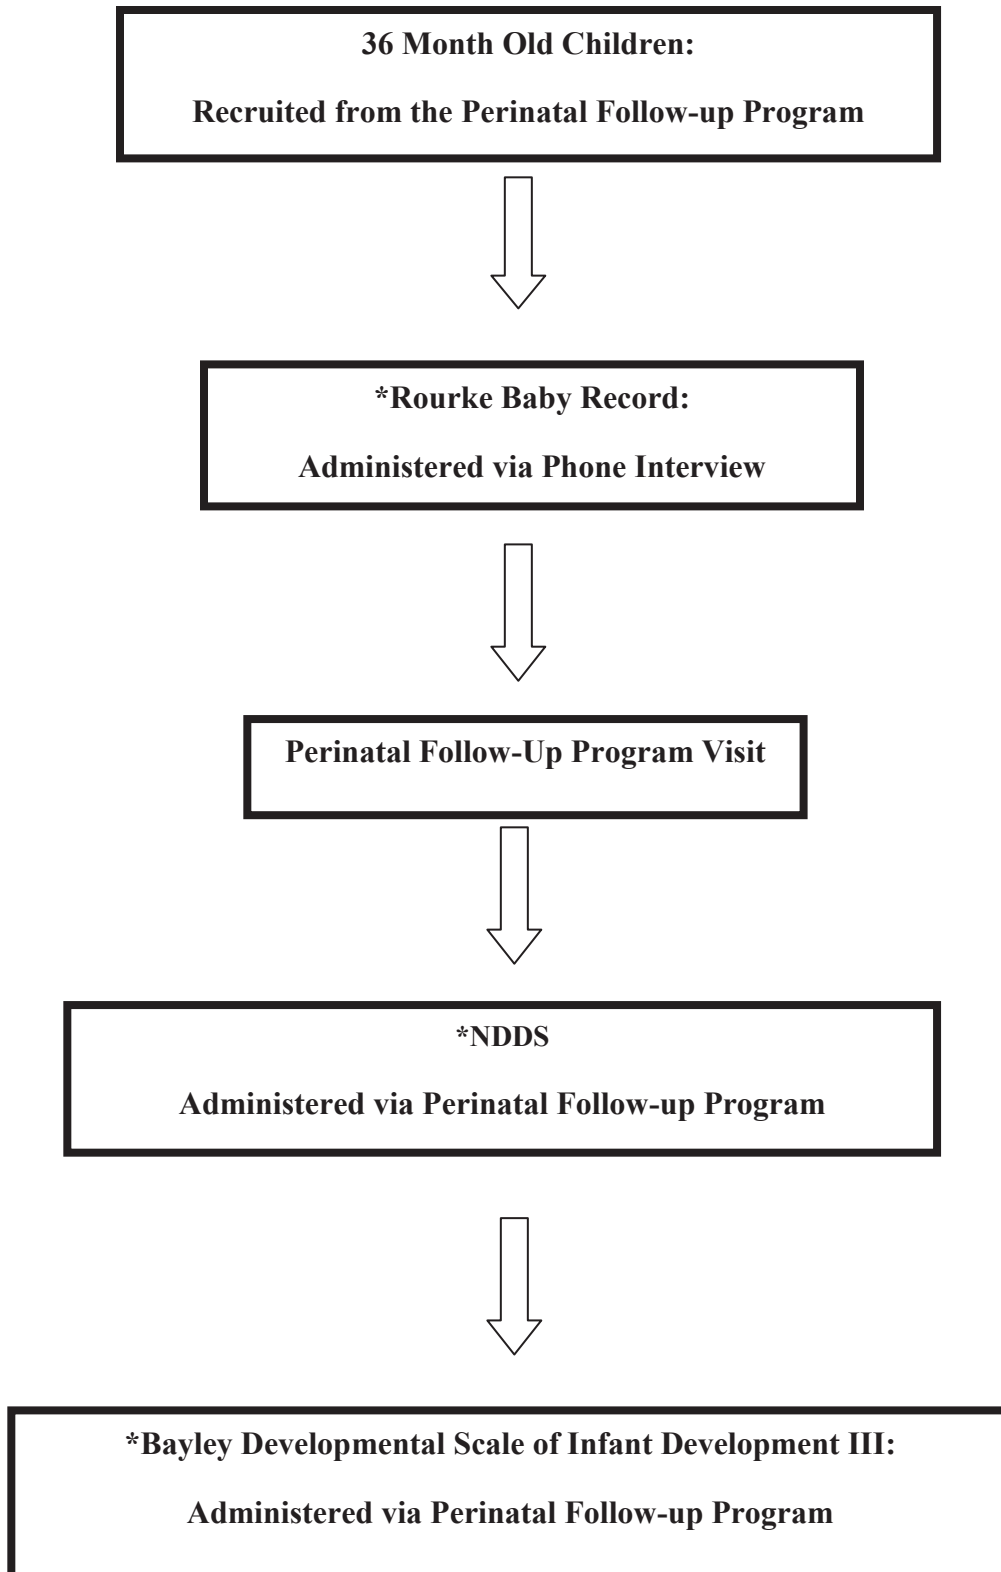 36 Month Old Children:
Recruited from the Perinatal Follow-up Program
*Rourke Baby Record:
Administered via Phone Interview
Perinatal Follow-Up Program Visit
*NDDS
Administered via Perinatal Follow-up Program
*Bayley Developmental Scale of Infant Development III:
Administered via Perinatal Follow-up Program